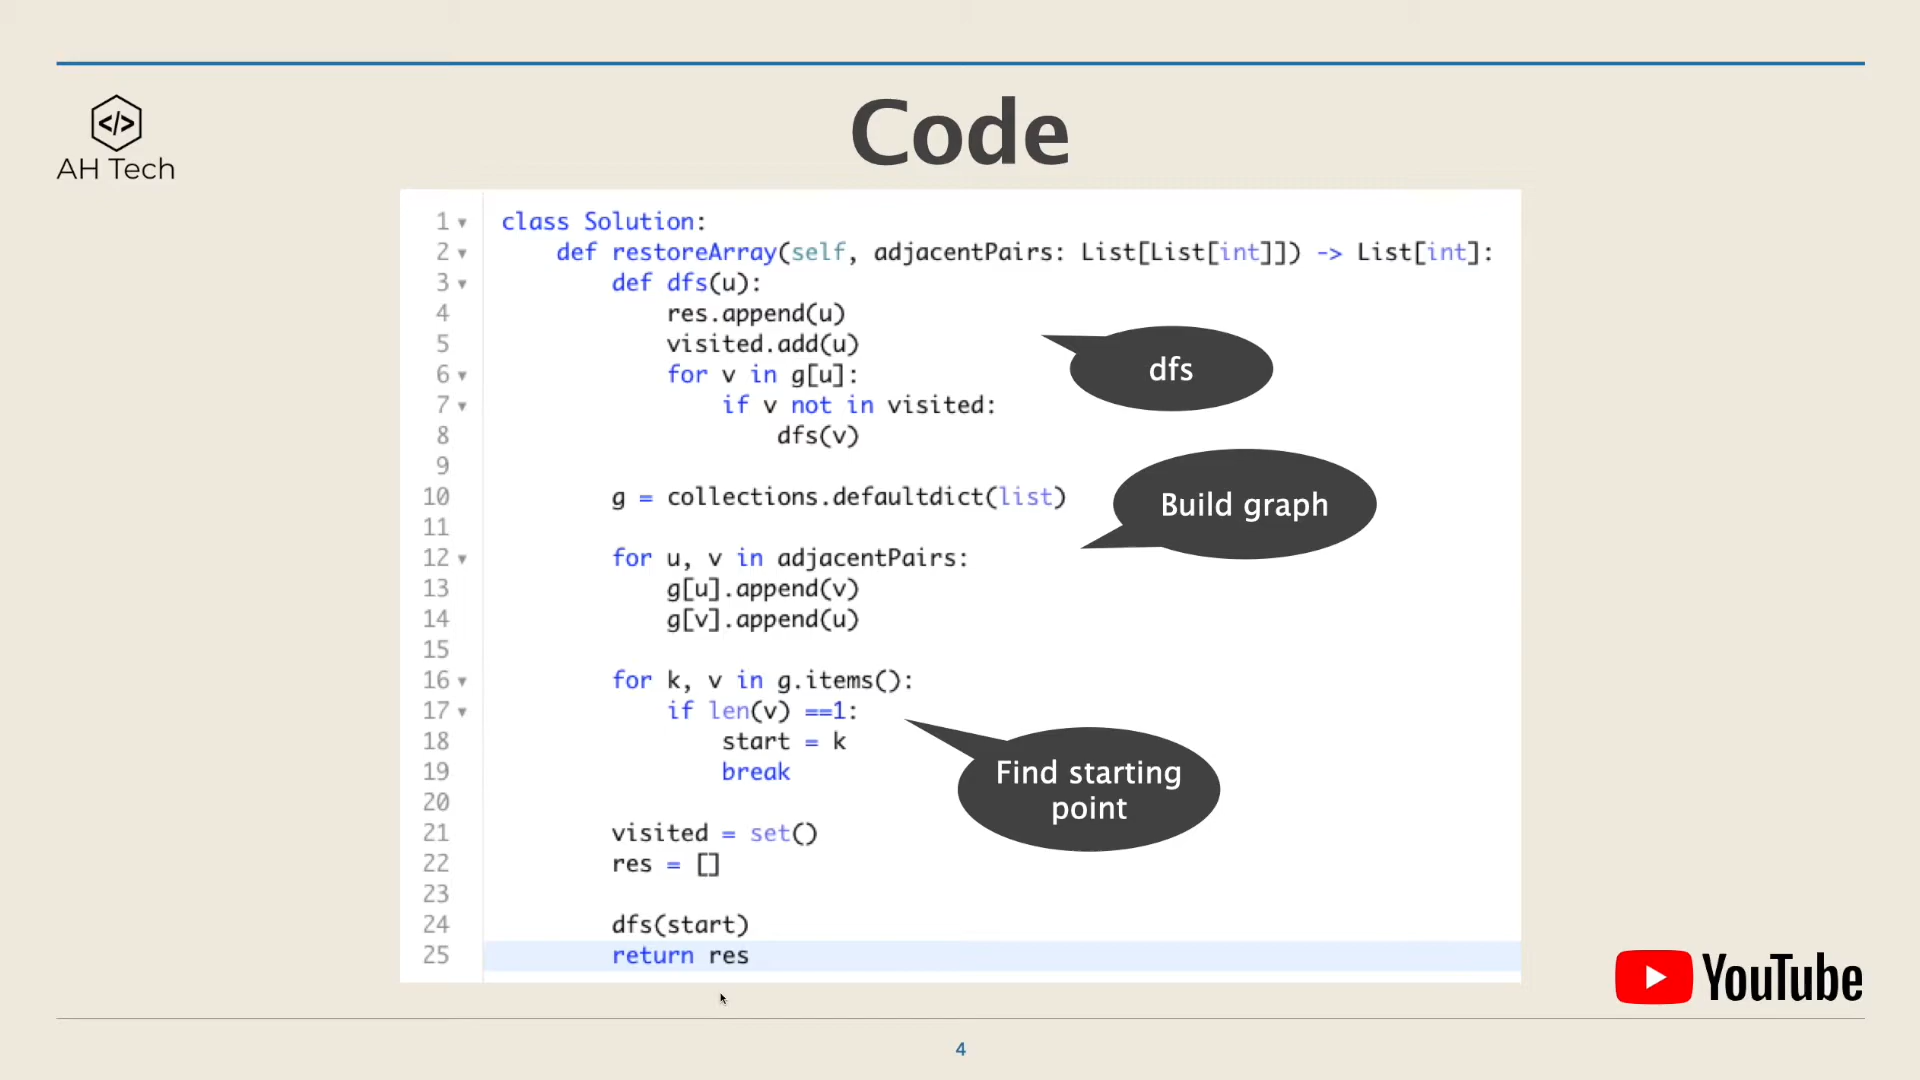 Code
</>
AH Tech
1 class Solution:
2 def restoreArray(self, adjacentPairs: List[List[int]]) -> List[int]:
3 def dfs(u):
4 res.append(u)
5 visited.add(u)
6 for v in g[u]:
7 if v not in visited:
8 dfs(v)
9
10 g = collections.defaultdict(list)
11
12 for u, v in adjacentPairs:
13 g[u].append(v)
14 g[v].append(u)
15
16 for k, v in g.items():
17 if len(v) ==1:
18 start = k
19 break
20
21 visited = set()
22 res = []
23
24 dfs(start)
25 return res
dfs
Build graph
Find starting
point
YouTube
4